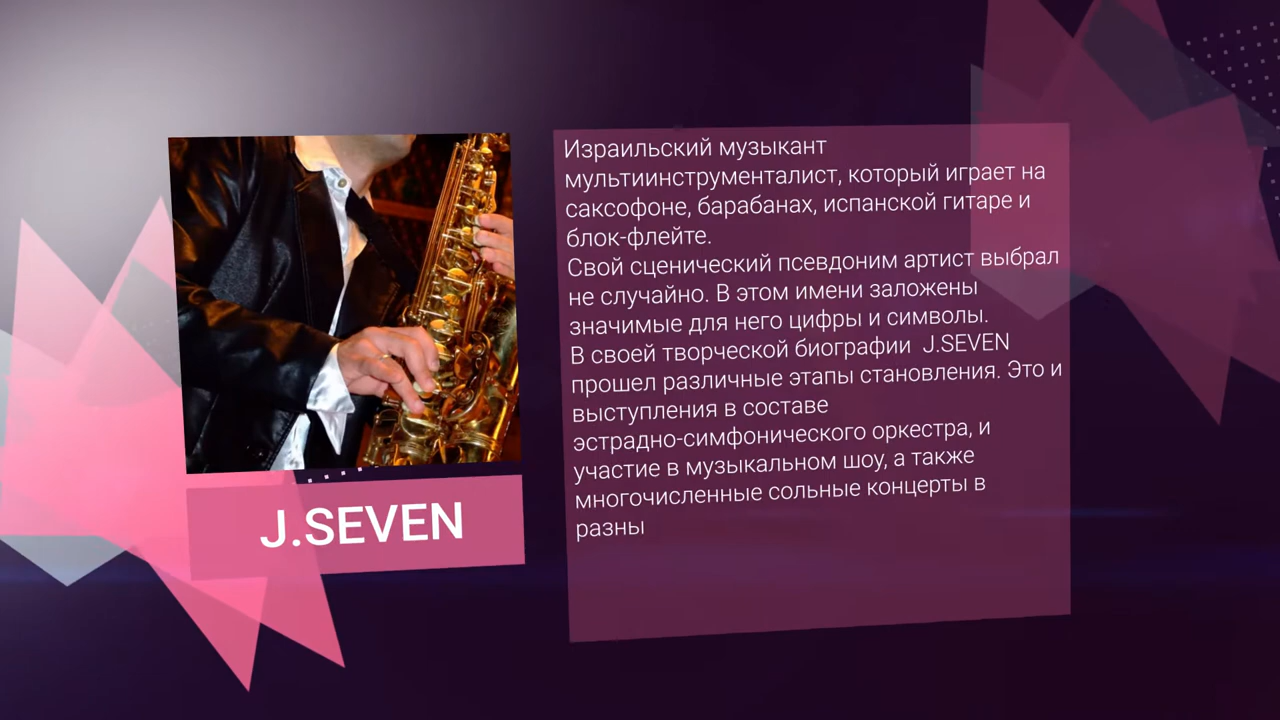 Израильский музыкант
мультиинструменталист, который играет на
саксофоне, барабанах, испанской гитаре и
блок-флейте.
Свой сценический псевдоним артист выбрал
не случайно. В этом имени заложены
значимые для него цифры и символы.
В своей творческой биографии J.SEVEN
прошел различные этапы становления. Это и
выступления в составе
эстрадно-симфонического оркестра, и
участие в музыкальном шоу, а также
многочисленные сольные концерты в
разны
J.SEVEN